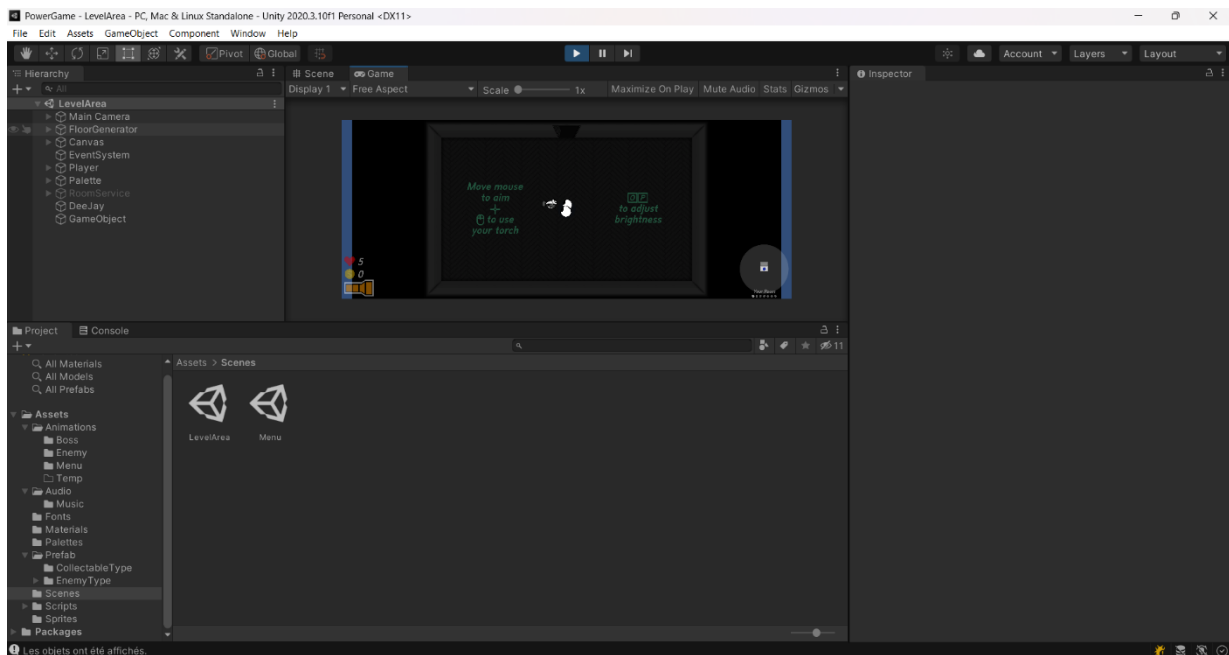 PowerGame - LevelArea - PC, Mac & Linux Standalone - Unity 2020.3.10f1 Personal <DX11>
File Edit Assets GameObject Component Window Help
Pivot Global Account Layers Layout
Hierarchy
All
LevelArea
Main Camera
FloorGenerator
Canvas
EventSystem
Player
Palette
RoomService
DeeJay
GameObject
Scene Game
Display 1 Free Aspect Scale 1x Maximize On Play Mute Audio Stats Gizmos
Move mouse
to aim
to use
your torch
to adjust
brightness
5
0
Inspector
Project Console
11
All Materials
All Models
All Prefabs
Assets
Animations
Boss
Enemy
Menu
Temp
Audio
Music
Fonts
Materials
Palettes
Prefab
CollectableType
EnemyType
Scenes
Scripts
Sprites
Packages
Assets > Scenes
LevelArea Menu
Les objets ont été affichés.